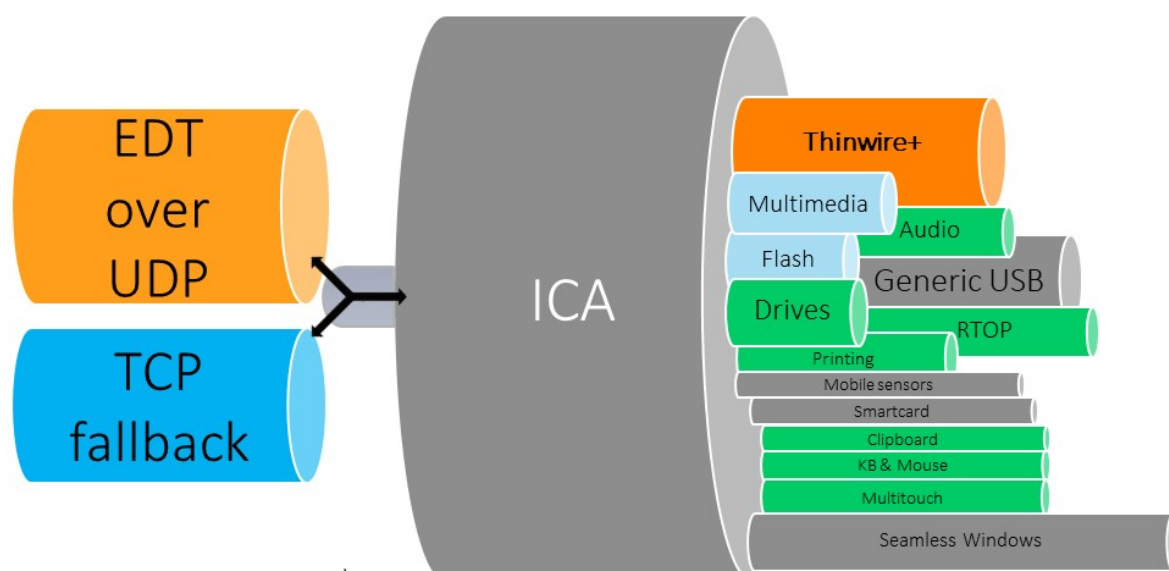 EDT
over
UDP
TCP
fallback
ICA
Thinwire+
Multimedia
Audio
Flash
Generic USB
Drives
RTOP
Printing
Mobile sensors
Smartcard
Clipboard
KB & Mouse
Multitouch
Seamless Windows